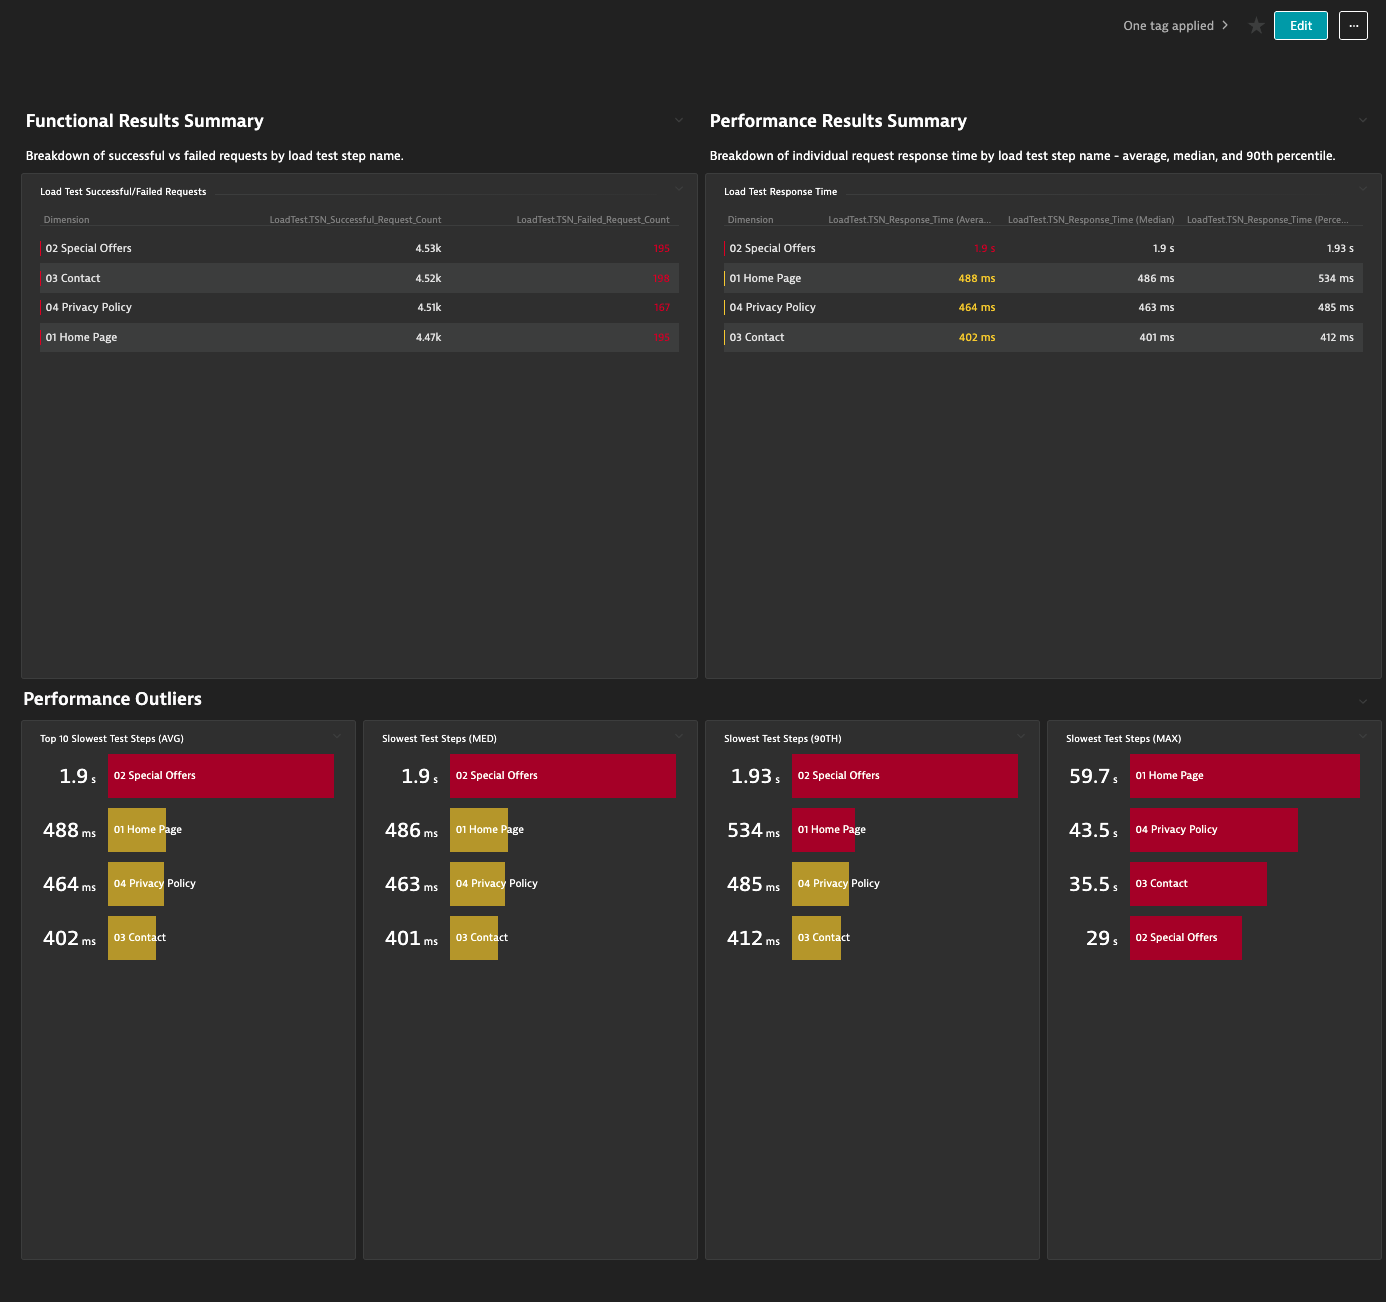 One tag applied
Edit
...
Functional Results Summary
Breakdown of successful vs failed requests by load test step name.
Load Test Successful/Failed Requests
Dimension LoadTest.TSN_Successful_Request_Count LoadTest.TSN_Failed_Request_Count
02 Special Offers 4.53k 195
03 Contact 4.52k
04 Privacy Policy 4.51k 167
01 Home Page 4.47k
Performance Results Summary
Breakdown of individual request response time by load test step name - average, median, and 90th percentile.
Load Test Response Time
Dimension LoadTest.TSN_Response_Time (Avera... LoadTest.TSN_Response_Time (Median) LoadTest.TSN_Response_Time (Perce...
02 Special Offers 1.9 s 1.9 s 1.93 s
01 Home Page 488 ms 486 ms 534 ms
04 Privacy Policy 464 ms 463 ms 485 ms
03 Contact 402 ms 401 ms 412 ms
Performance Outliers
Top 10 Slowest Test Steps (AVG)
1.9 s 02 Special Offers
488 ms 01 Home Page
464 ms 04 Privacy Policy
402 ms 03 Contact
Slowest Test Steps (MED)
1.9 s 02 Special Offers
486 ms 01 Home Page
463 ms 04 Privacy Policy
401 ms 03 Contact
Slowest Test Steps (90TH)
1.93 s 02 Special Offers
534 ms 01 Home Page
485 ms 04 Privacy Policy
412 ms 03 Contact
Slowest Test Steps (MAX)
59.7 s 01 Home Page
43.5 s 04 Privacy Policy
35.5 s 03 Contact
29 s 02 Special Offers